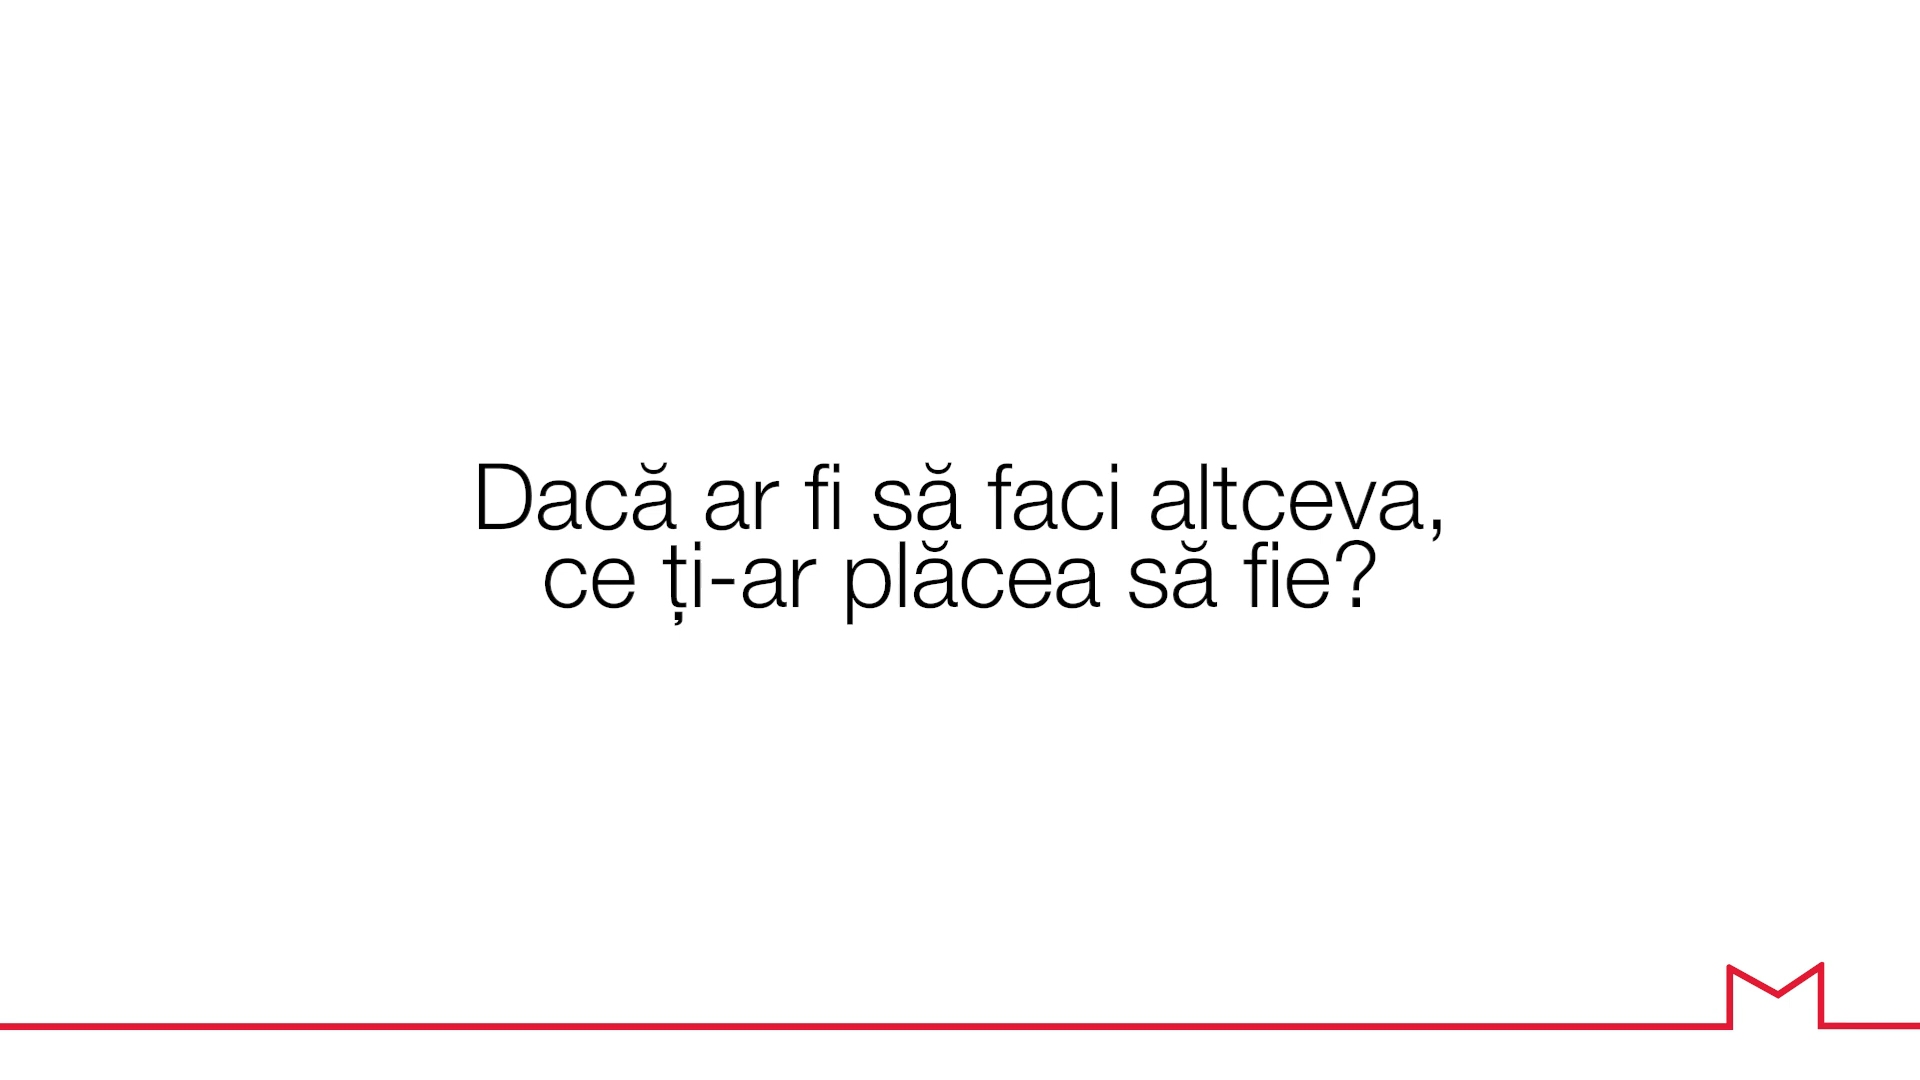 Dacă ar fi să faci altceva,
ce ți-ar plăcea să fie?